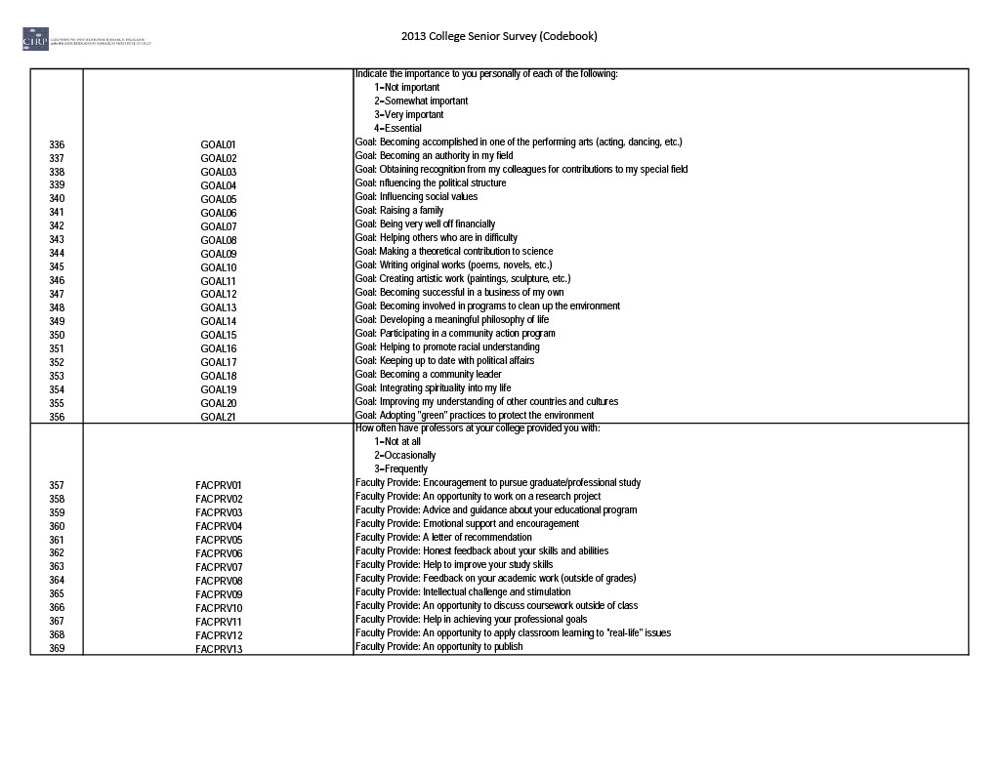 CIRP
COOPERATIVE INSTITUTIONAL RESEARCH PROGRAM
at the HIGHER EDUCATION RESEARCH INSTITUTE AT UCLA
2013 College Senior Survey (Codebook)
Indicate the importance to you personally of each of the following:
1=Not important
2=Somewhat important
3=Very important
4=Essential
336 GOAL01 Goal: Becoming accomplished in one of the performing arts (acting, dancing, etc.)
337 GOAL02 Goal: Becoming an authority in my field
338 GOAL03 Goal: Obtaining recognition from my colleagues for contributions to my special field
339 GOAL04 Goal: nfluencing the political structure
340 GOAL05 Goal: Influencing social values
341 GOAL06 Goal: Raising a family
342 GOAL07 Goal: Being very well off financially
343 GOAL08 Goal: Helping others who are in difficulty
344 GOAL09 Goal: Making a theoretical contribution to science
345 GOAL10 Goal: Writing original works (poems, novels, etc.)
346 GOAL11 Goal: Creating artistic work (paintings, sculpture, etc.)
347 GOAL12 Goal: Becoming successful in a business of my own
348 GOAL13 Goal: Becoming involved in programs to clean up the environment
349 GOAL14 Goal: Developing a meaningful philosophy of life
350 GOAL15 Goal: Participating in a community action program
351 GOAL16 Goal: Helping to promote racial understanding
352 GOAL17 Goal: Keeping up to date with political affairs
353 GOAL18 Goal: Becoming a community leader
354 GOAL19 Goal: Integrating spirituality into my life
355 GOAL20 Goal: Improving my understanding of other countries and cultures
356 GOAL21 Goal: Adopting "green" practices to protect the environment
How often have professors at your college provided you with:
1=Not at all
2=Occasionally
3=Frequently
357 FACPRV01 Faculty Provide: Encouragement to pursue graduate/professional study
358 FACPRV02 Faculty Provide: An opportunity to work on a research project
359 FACPRV03 Faculty Provide: Advice and guidance about your educational program
360 FACPRV04 Faculty Provide: Emotional support and encouragement
361 FACPRV05 Faculty Provide: A letter of recommendation
362 FACPRV06 Faculty Provide: Honest feedback about your skills and abilities
363 FACPRV07 Faculty Provide: Help to improve your study skills
364 FACPRV08 Faculty Provide: Feedback on your academic work (outside of grades)
365 FACPRV09 Faculty Provide: Intellectual challenge and stimulation
366 FACPRV10 Faculty Provide: An opportunity to discuss coursework outside of class
367 FACPRV11 Faculty Provide: Help in achieving your professional goals
368 FACPRV12 Faculty Provide: An opportunity to apply classroom learning to "real-life" issues
369 FACPRV13 Faculty Provide: An opportunity to publish